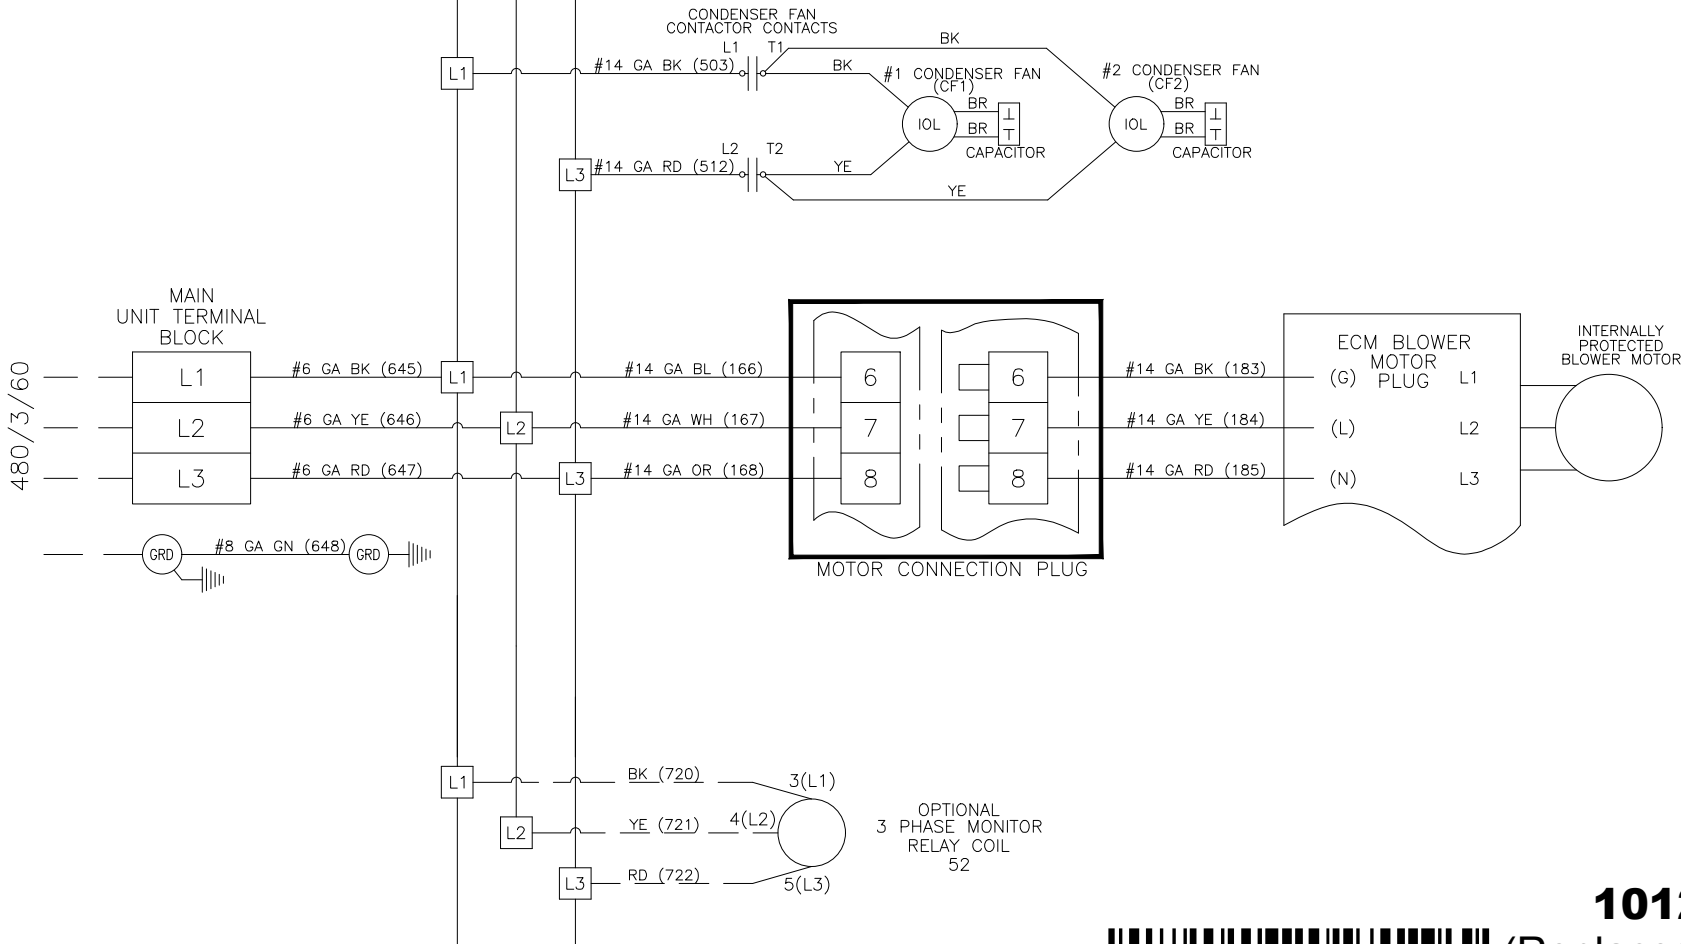 CONDENSER FAN
CONTACTOR CONTACTS
L1 T1
BK
L1
#14 GA BK (503)
BK
#1 CONDENSER FAN
(CF1)
#2 CONDENSER FAN
(CF2)
IOL
BR
BR
CAPACITOR
IOL
BR
BR
CAPACITOR
L2 T2
L3
#14 GA RD (512)
YE
YE
480/3/60
MAIN
UNIT TERMINAL
BLOCK
L1
#6 GA BK (645)
L1
#14 GA BL (166)
6
6
#14 GA BK (183)
L2
#6 GA YE (646)
L2
#14 GA WH (167)
7
7
#14 GA YE (184)
L3
#6 GA RD (647)
L3
#14 GA OR (168)
8
8
#14 GA RD (185)
MOTOR CONNECTION PLUG
ECM BLOWER
MOTOR
PLUG
(G) L1
(L) L2
(N) L3
INTERNALLY
PROTECTED
BLOWER MOTOR
GRD
#8 GA GN (648)
GRD
L1
BK (720)
3(L1)
L2
YE (721)
4(L2)
L3
RD (722)
5(L3)
OPTIONAL
3 PHASE MONITOR
RELAY COIL
52